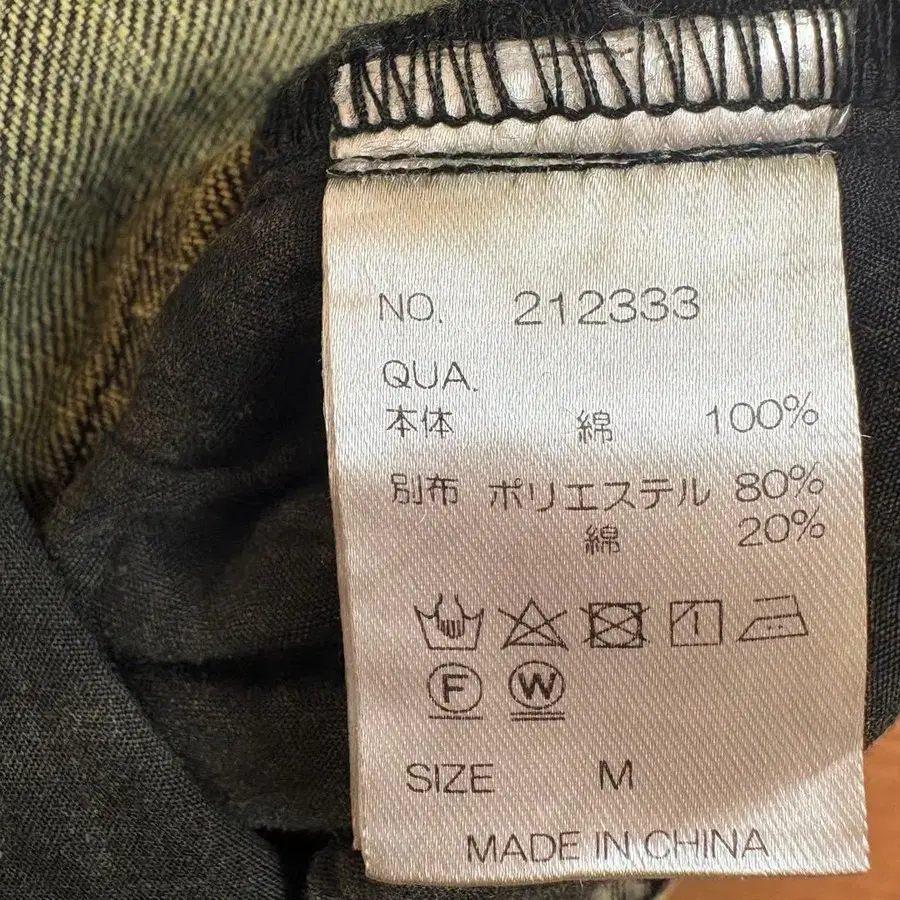 NO. 212333
QUA.
本体 綿 100%
別布 ポリエステル 80%
綿 20%
F W
SIZE M
MADE IN CHINA